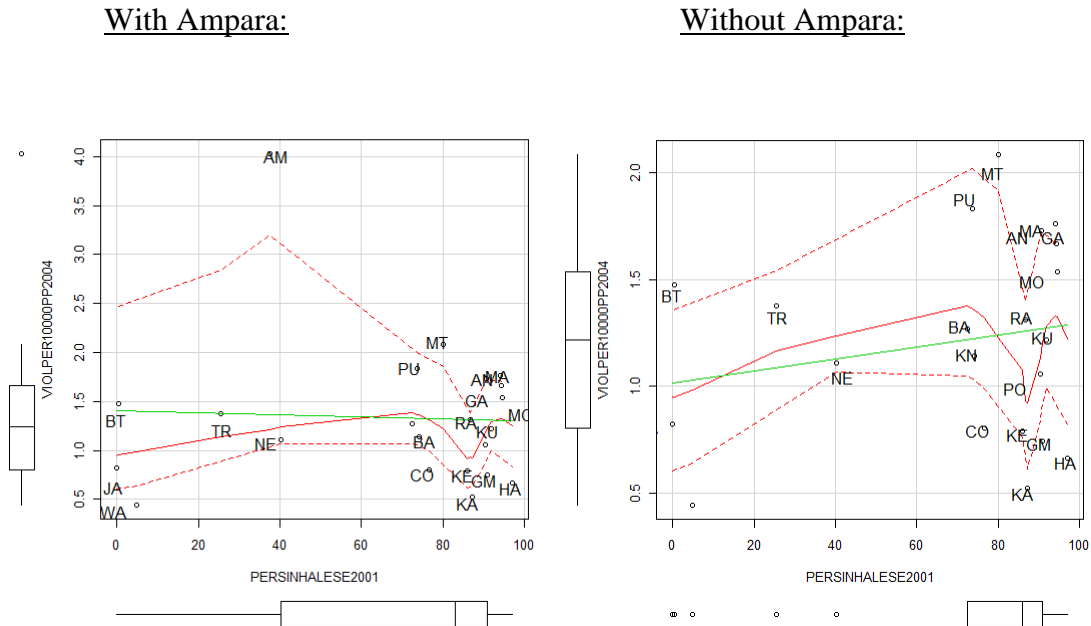 With Ampara:
Without Ampara:
VIOLPER10000PP2004
4.0
3.5
3.0
2.5
2.0
1.5
1.0
0.5
AM
MT
PU
AN
MA
GA
MO
BT
TR
RA
KU
NE
BA
JA
CO
KE
GM
KA
HA
WA
0 20 40 60 80 100
PERSINHALESE2001
VIOLPER10000PP2004
2.0
1.5
1.0
0.5
MT
PU
AN
MA
GA
MO
BT
TR
RA
BA
KU
KN
NE
PO
KE
CO
GM
HA
KA
0 20 40 60 80 100
PERSINHALESE2001